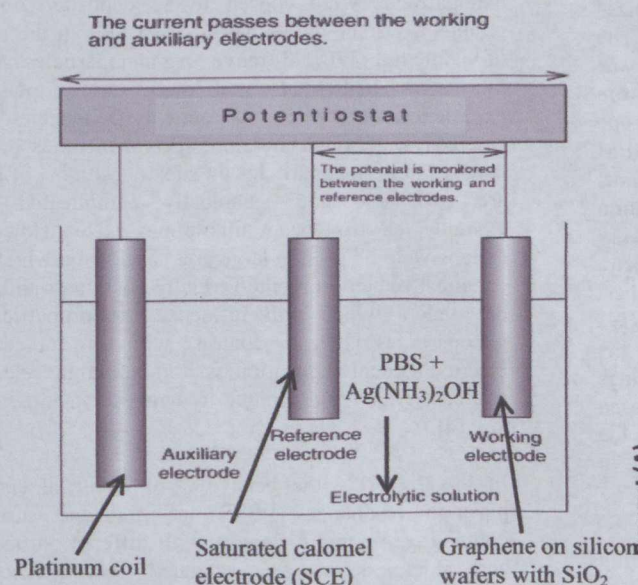 The current passes between the working
and auxiliary electrodes.
Potentiostat
The potential is monitored
between the working and
reference electrodes.
PBS +
Ag(NH₃)₂OH
Auxiliary
electrode
Reference
electrode
Working
electrode
Electrolytic solution
Platinum coil
Saturated calomel
electrode (SCE)
Graphene on silicon
wafers with SiO₂